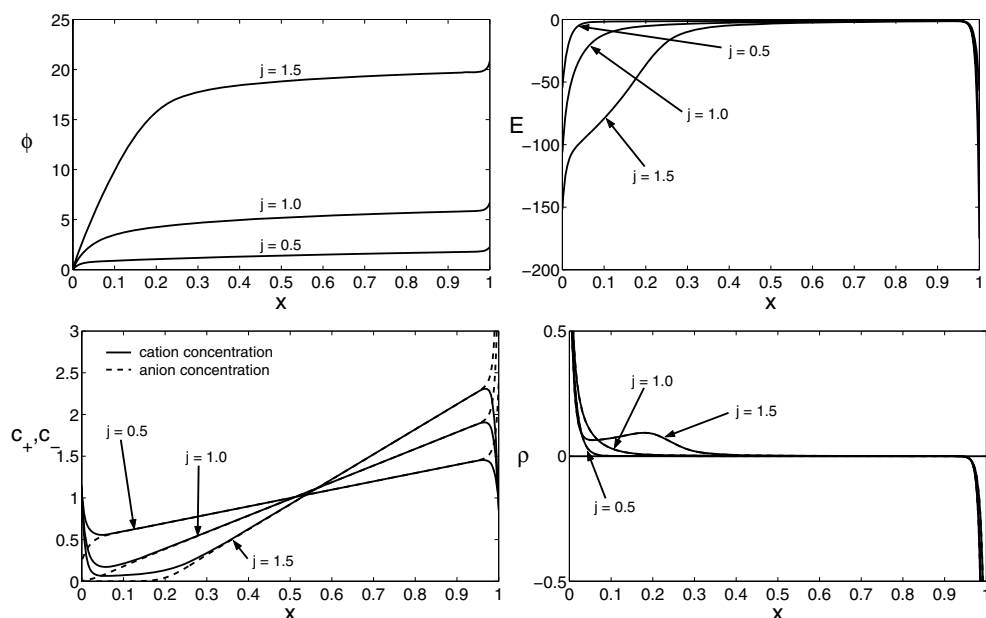 25
20
15
10
5
0
ϕ
j = 1.5
j = 1.0
j = 0.5
0 0.1 0.2 0.3 0.4 0.5 0.6 0.7 0.8 0.9 1
x
0
−50
−100
−150
−200
E
j = 0.5
j = 1.0
j = 1.5
0 0.1 0.2 0.3 0.4 0.5 0.6 0.7 0.8 0.9 1
x
3
2.5
2
1.5
1
0.5
0
c+,c−
cation concentration
anion concentration
j = 0.5
j = 1.0
j = 1.5
0 0.1 0.2 0.3 0.4 0.5 0.6 0.7 0.8 0.9 1
x
0.5
0
−0.5
ρ
j = 1.0
j = 1.5
j = 0.5
0 0.1 0.2 0.3 0.4 0.5 0.6 0.7 0.8 0.9 1
x